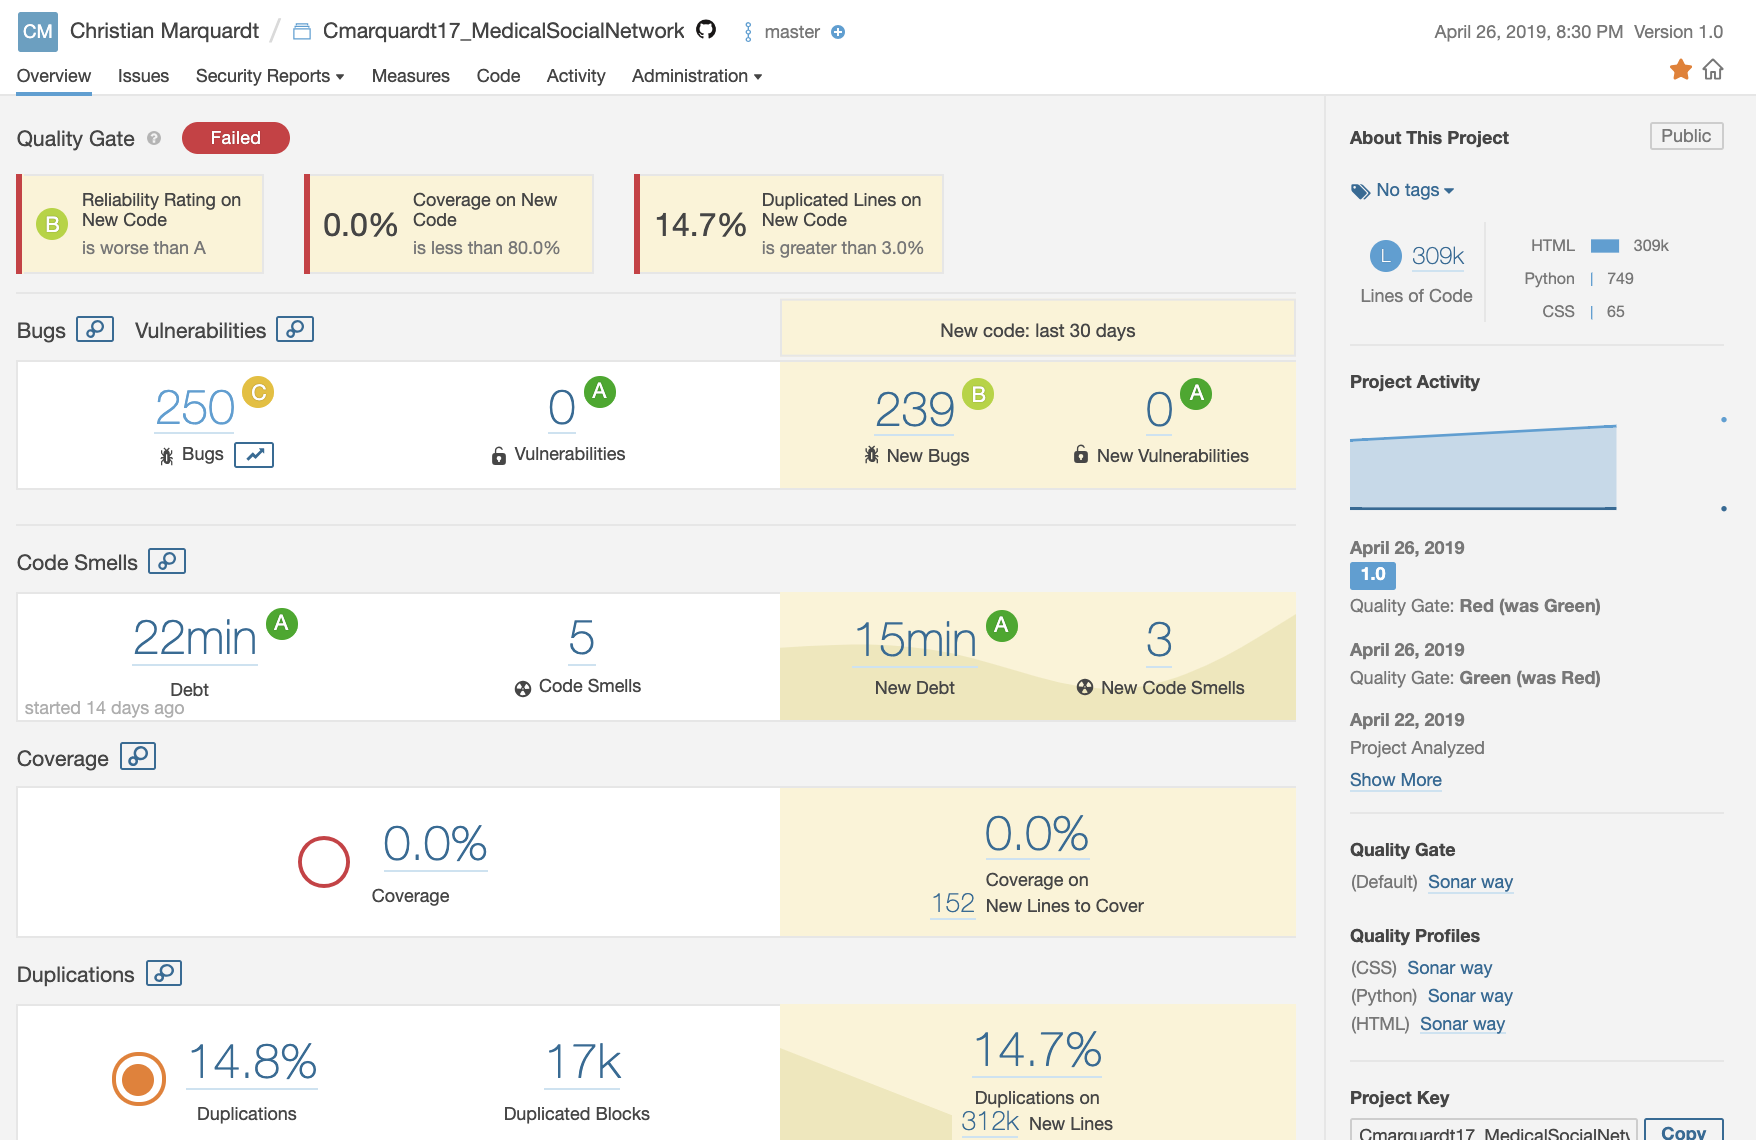 CM Christian Marquardt / Cmarquardt17_MedicalSocialNetwork master
April 26, 2019, 8:30 PM Version 1.0
Overview Issues Security Reports Measures Code Activity Administration
Quality Gate ? Failed
B Reliability Rating on
New Code
is worse than A
0.0% Coverage on New
Code
is less than 80.0%
14.7% Duplicated Lines on
New Code
is greater than 3.0%
Bugs Vulnerabilities
New code: last 30 days
250 C
Bugs
0 A
Vulnerabilities
239 B
New Bugs
0 A
New Vulnerabilities
Code Smells
22min A
Debt
started 14 days ago
5
Code Smells
15min A
New Debt
3
New Code Smells
Coverage
0.0%
Coverage
0.0%
Coverage on
152 New Lines to Cover
Duplications
14.8%
Duplications
17k
Duplicated Blocks
14.7%
Duplications on
312k New Lines
About This Project Public
No tags
L 309k
Lines of Code
HTML 309k
Python 749
CSS 65
Project Activity
April 26, 2019
1.0
Quality Gate: Red (was Green)
April 26, 2019
Quality Gate: Green (was Red)
April 22, 2019
Project Analyzed
Show More
Quality Gate
(Default) Sonar way
Quality Profiles
(CSS) Sonar way
(Python) Sonar way
(HTML) Sonar way
Project Key
Cmarquardt17_MedicalSocialNetw Copy